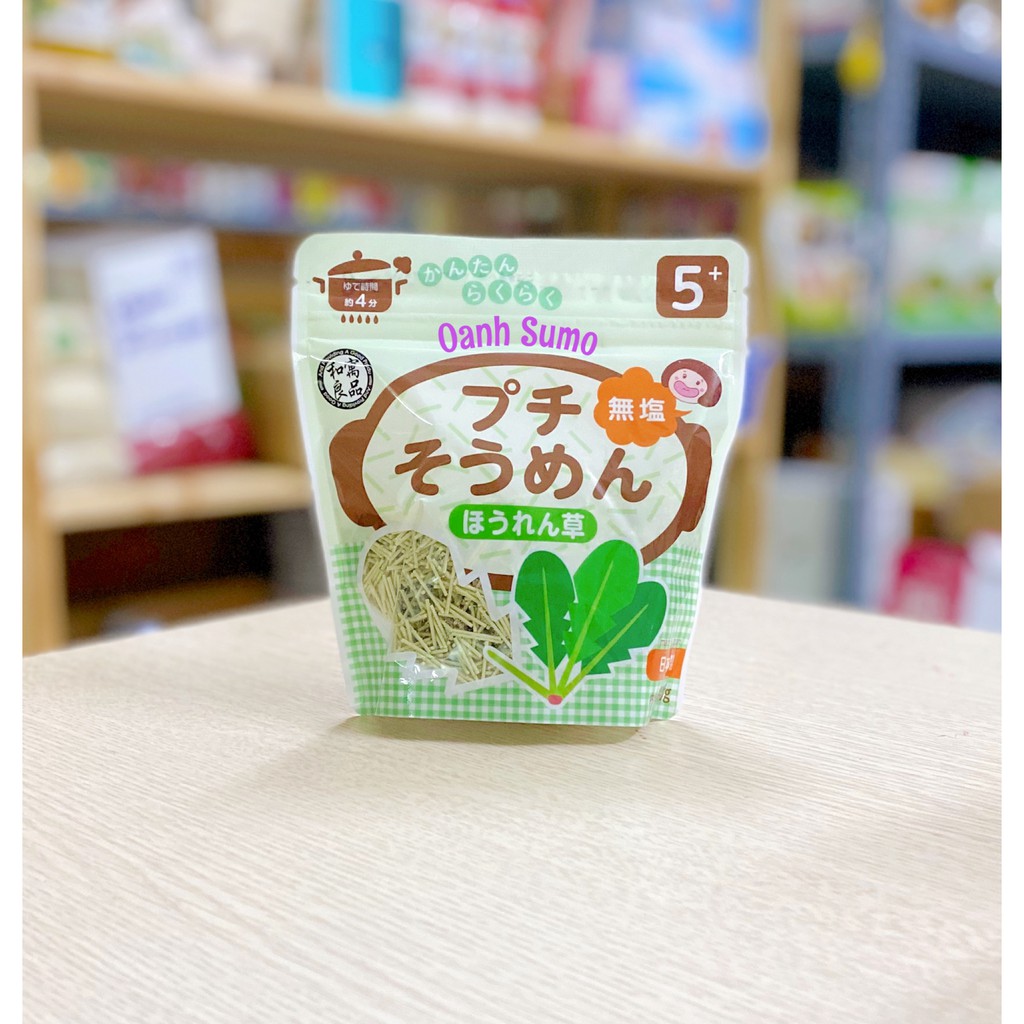 ゆで時間
約4分
かんたん
らくらく
5+
Oanh Sumo
和尚
良品
プチ
無塩
そうめん
ほうれん草